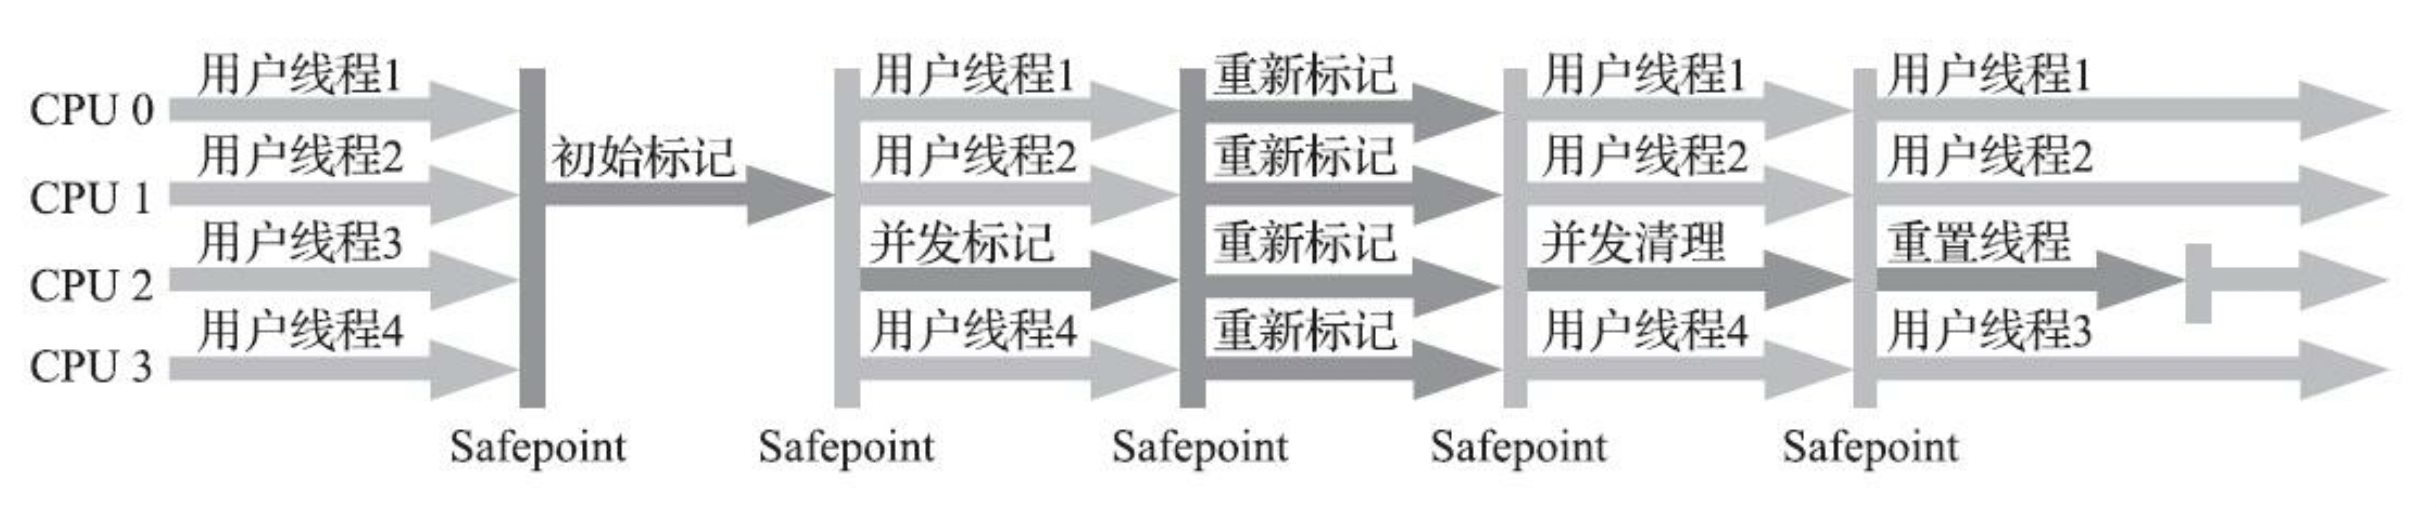 CPU 0 用户线程1 用户线程1 重新标记 用户线程1 用户线程1
CPU 1 用户线程2 初始标记 用户线程2 重新标记 用户线程2 用户线程2
CPU 2 用户线程3 并发标记 重新标记 并发清理 重置线程
CPU 3 用户线程4 用户线程4 重新标记 用户线程4 用户线程3
Safepoint Safepoint Safepoint Safepoint Safepoint